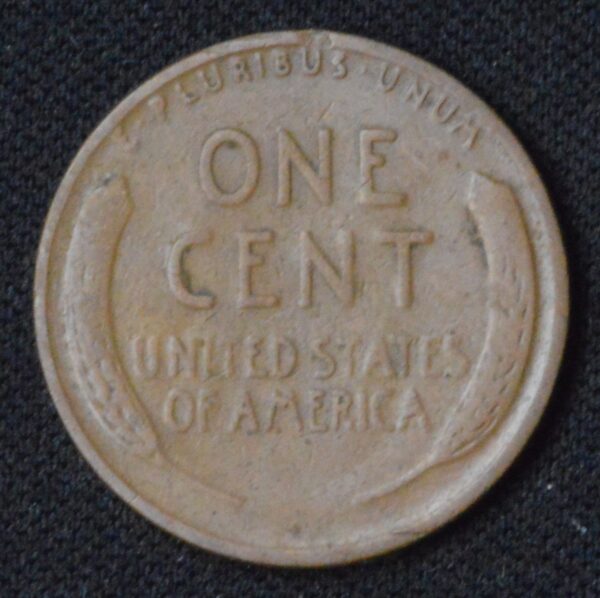 E PLURIBUS · UNUM
ONE
CENT
UNITED STATES
OF AMERICA